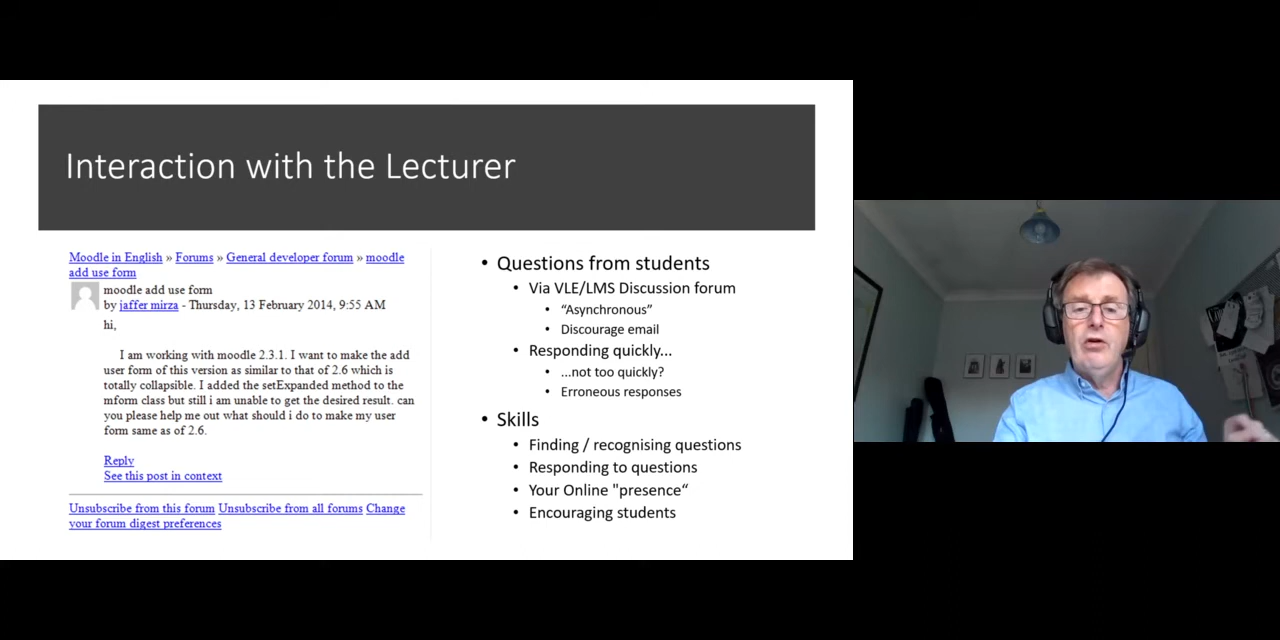 Interaction with the Lecturer
Moodle in English » Forums » General developer forum » moodle
add use form
moodle add use form
by jaffer mirza - Thursday, 13 February 2014, 9:55 AM
hi,
I am working with moodle 2.3.1. I want to make the add
user form of this version as similar to that of 2.6 which is
totally collapsible. I added the setExpanded method to the
mform class but still i am unable to get the desired result. can
you please help me out what should i do to make my user
form same as of 2.6.
Reply
See this post in context
Unsubscribe from this forum Unsubscribe from all forums Change
your forum digest preferences
• Questions from students
• Via VLE/LMS Discussion forum
• “Asynchronous”
• Discourage email
• Responding quickly...
• ...not too quickly?
• Erroneous responses
• Skills
• Finding / recognising questions
• Responding to questions
• Your Online "presence“
• Encouraging students